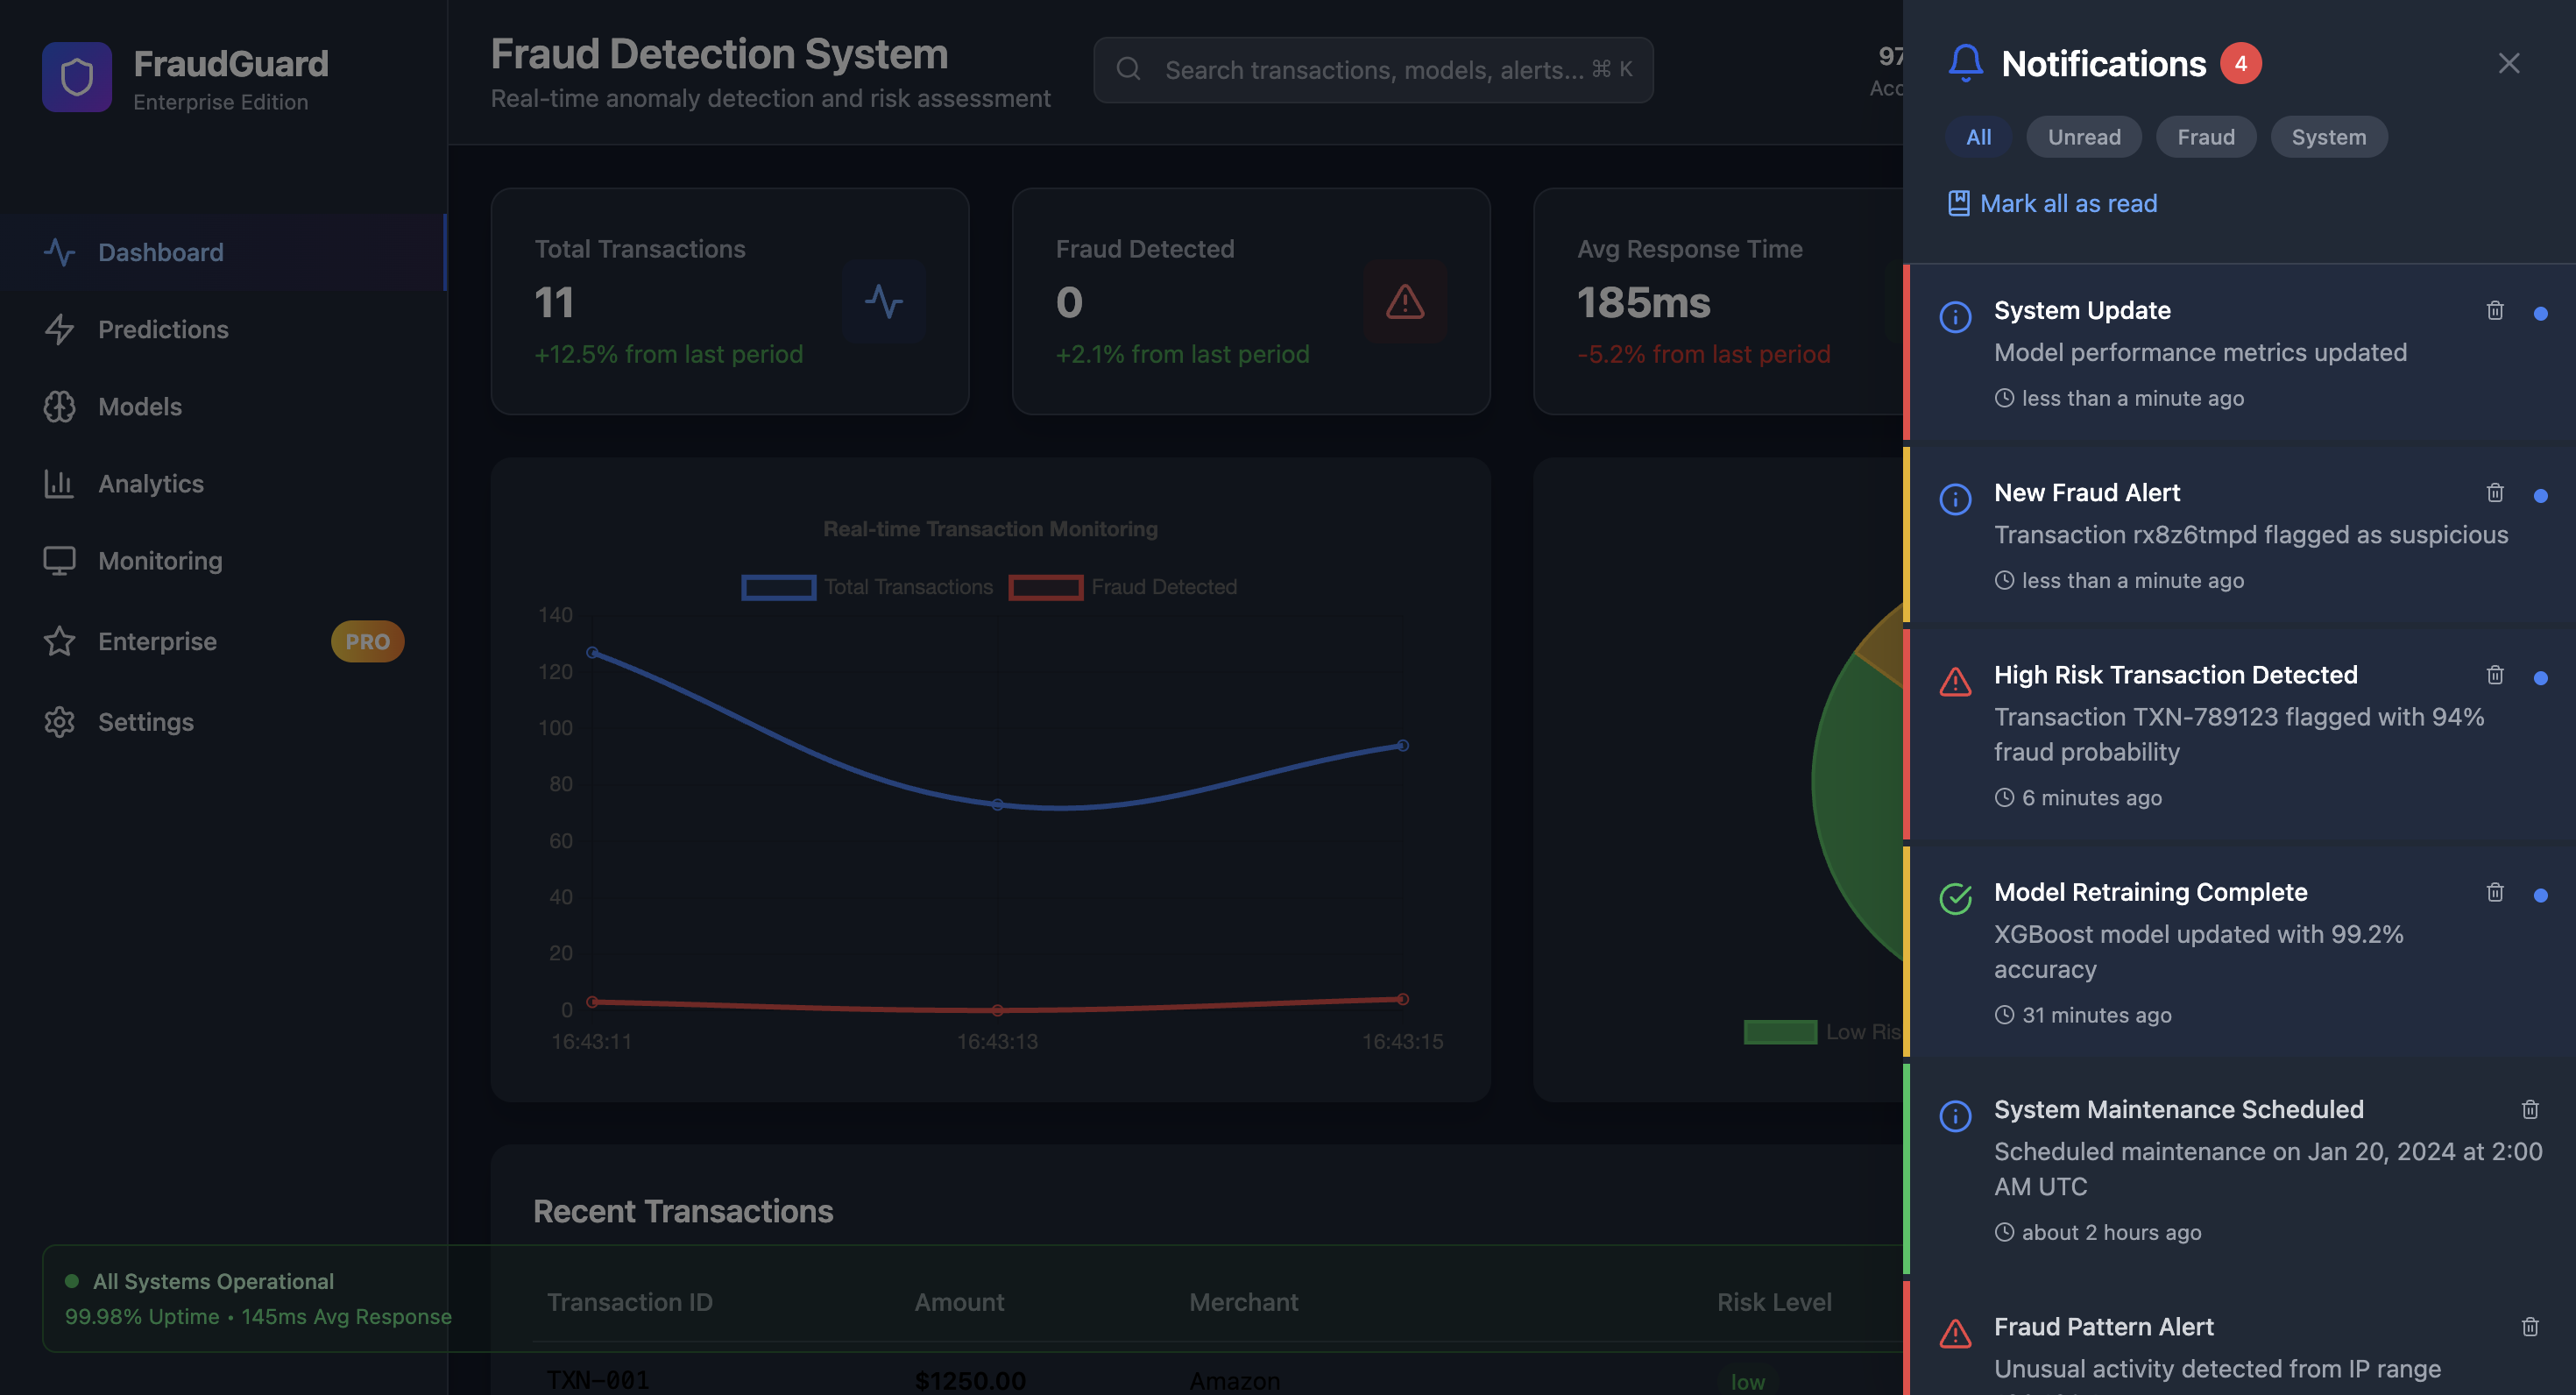 FraudGuard
Enterprise Edition
Dashboard
Predictions
Models
Analytics
Monitoring
Enterprise PRO
Settings
All Systems Operational
99.98% Uptime • 145ms Avg Response
Fraud Detection System
Real-time anomaly detection and risk assessment
Search transactions, models, alerts... ⌘ K
97
Acc
Total Transactions
11
+12.5% from last period
Fraud Detected
0
+2.1% from last period
Avg Response Time
185ms
-5.2% from last period
Real-time Transaction Monitoring
Total Transactions Fraud Detected
140
120
100
80
60
40
20
0
16:43:11 16:43:13 16:43:15
Low Ris
Recent Transactions
Transaction ID Amount Merchant Risk Level
TXN-001 $1250.00 Amazon low
Notifications 4
All Unread Fraud System
Mark all as read
System Update
Model performance metrics updated
less than a minute ago
New Fraud Alert
Transaction rx8z6tmpd flagged as suspicious
less than a minute ago
High Risk Transaction Detected
Transaction TXN-789123 flagged with 94%
fraud probability
6 minutes ago
Model Retraining Complete
XGBoost model updated with 99.2%
accuracy
31 minutes ago
System Maintenance Scheduled
Scheduled maintenance on Jan 20, 2024 at 2:00
AM UTC
about 2 hours ago
Fraud Pattern Alert
Unusual activity detected from IP range